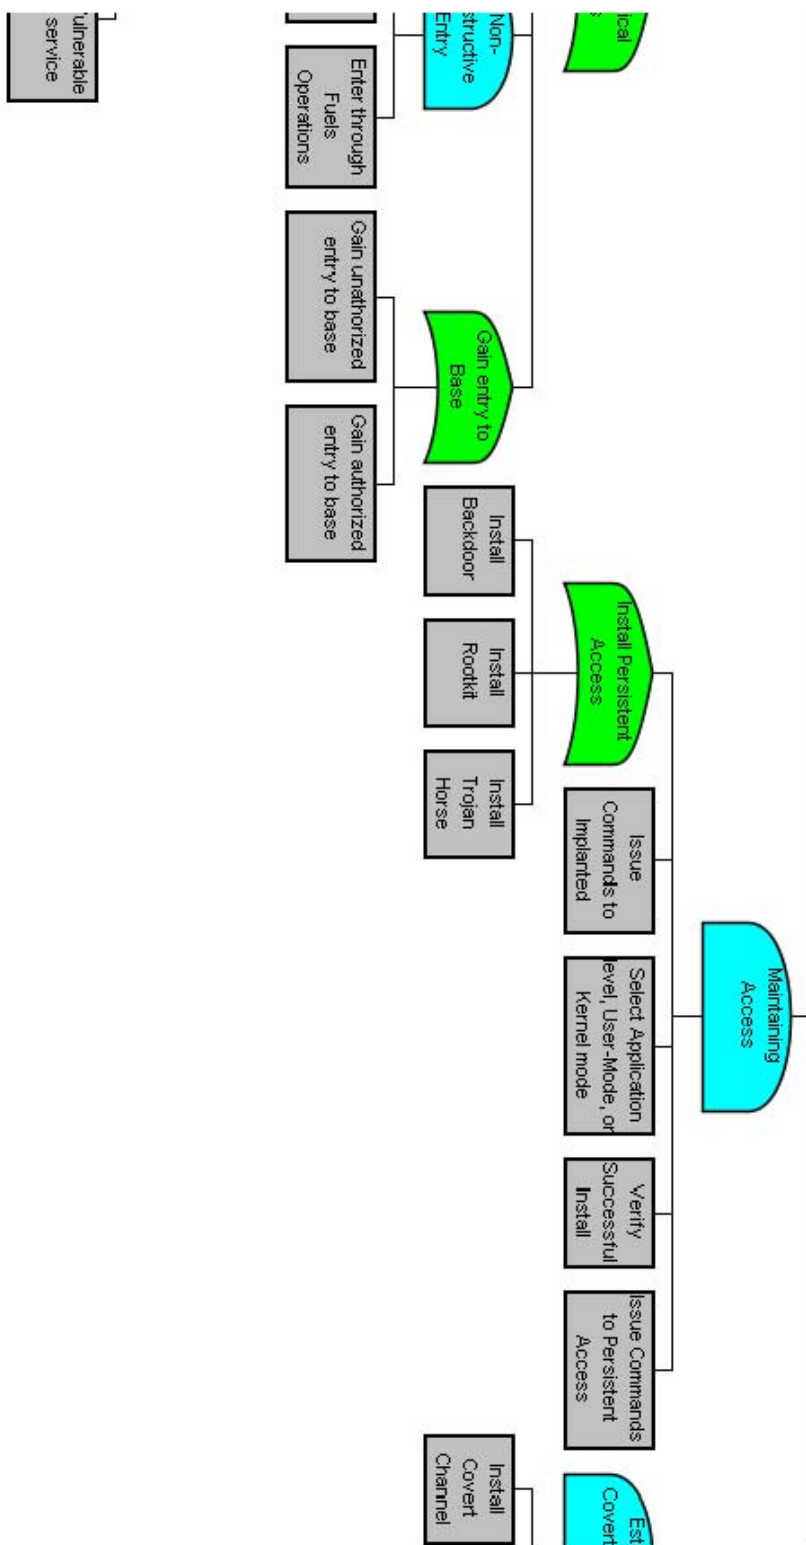 Maintaining
Access
ical
s
Install Persistent
Access
Issue
Commands to
Implanted
Select Application
level, User-Mode, or
Kernel mode
Verify
Successful
Install
Issue Commands
to Persistent
Access
Est
Covert
Non-
structive
Entry
Gain entry to
Base
Install
Backdoor
Install
Rootkit
Install
Trojan
Horse
Install
Covert
Channel
Enter through
Fuels
Operations
Gain unathorized
entry to base
Gain authorized
entry to base
ulnerable
service